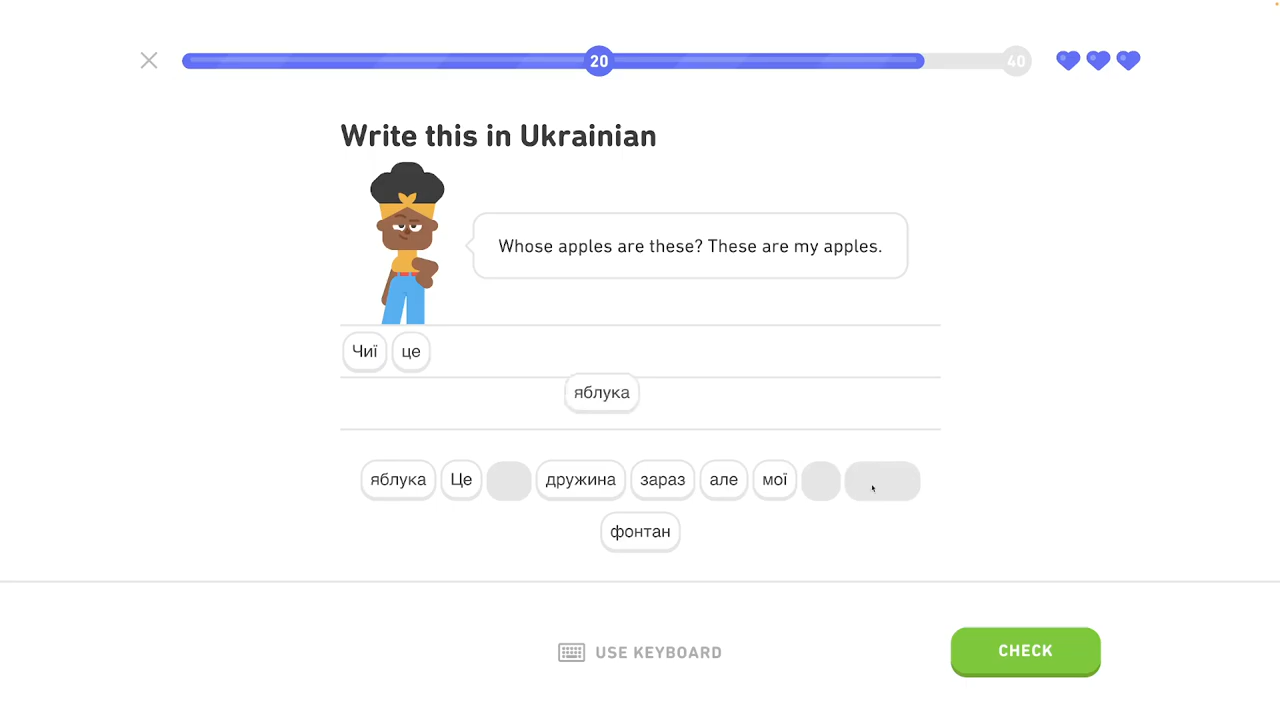 20
40
Write this in Ukrainian
Whose apples are these? These are my apples.
Чиї це
яблука
яблука Це дружина зараз але мої
фонтан
USE KEYBOARD
CHECK